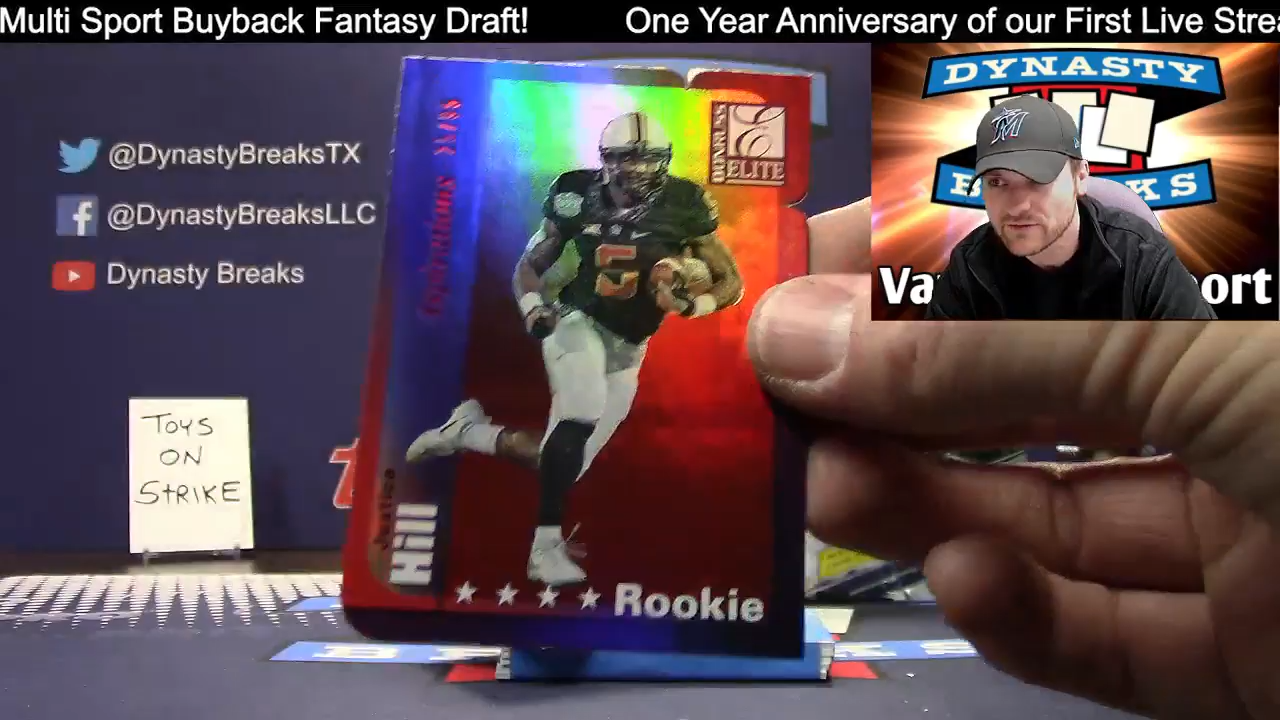 Multi Sport Buyback Fantasy Draft!
One Year Anniversary of our First Live Strea
DYNASTY
@DynastyBreaksTX
@DynastyBreaksLLC
Dynasty Breaks
DONRUSS
ELITE
TOYS
ON
STRIKE
Justice
Hill
Rookie
Va
ort